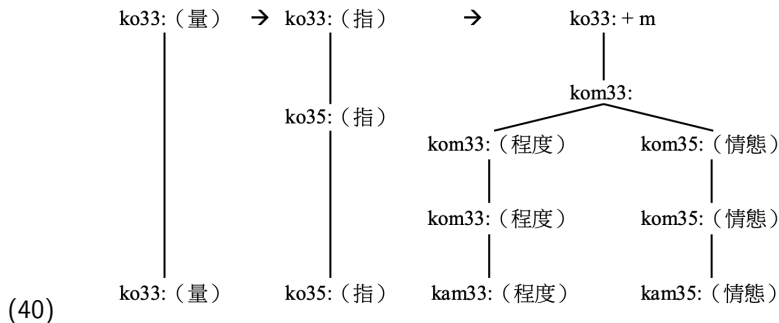 ko33:（量） → ko33:（指） → ko33: + m
kom33:
ko35:（指）
kom33:（程度） kom35:（情態）
kom33:（程度） kom35:（情態）
(40) ko33:（量） ko35:（指） kam33:（程度） kam35:（情態）